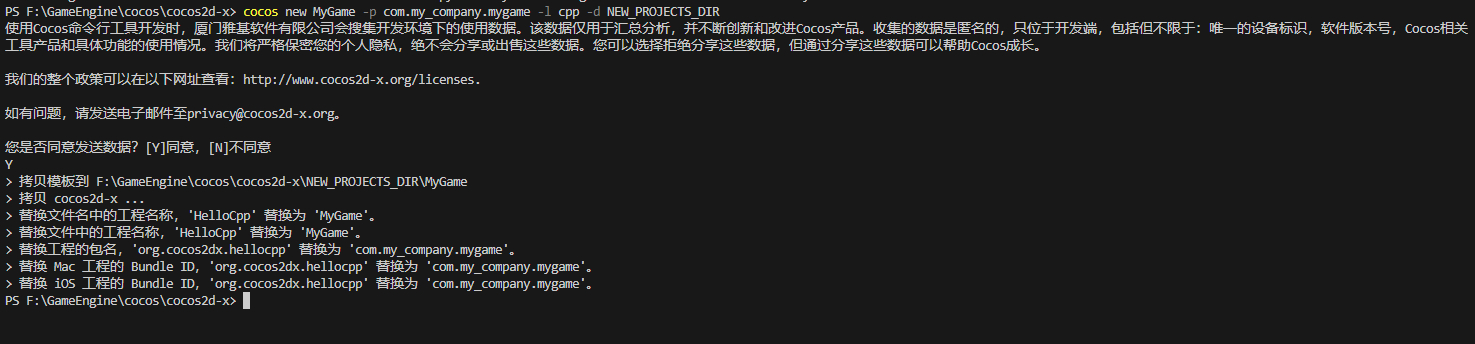 PS F:\GameEngine\cocos\cocos2d-x> cocos new MyGame -p com.my_company.mygame -l cpp -d NEW_PROJECTS_DIR
使用Cocos命令行工具开发时，厦门雅基软件有限公司会搜集开发环境下的使用数据。该数据仅用于汇总分析，并不断创新和改进Cocos产品。收集的数据是匿名的，只位于开发端，包括但不限于：唯一的设备标识，软件版本号，Cocos相关
工具产品和具体功能的使用情况。我们将严格保密您的个人隐私，绝不会分享或出售这些数据。您可以选择拒绝分享这些数据，但通过分享这些数据可以帮助Cocos成长。
我们的整个政策可以在以下网址查看：http://www.cocos2d-x.org/licenses.
如有问题，请发送电子邮件至privacy@cocos2d-x.org。
您是否同意发送数据？[Y]同意，[N]不同意
Y
> 拷贝模板到 F:\GameEngine\cocos\cocos2d-x\NEW_PROJECTS_DIR\MyGame
> 拷贝 cocos2d-x ...
> 替换文件名中的工程名称，'HelloCpp' 替换为 'MyGame'。
> 替换文件中的工程名称，'HelloCpp' 替换为 'MyGame'。
> 替换工程的包名，'org.cocos2dx.hellocpp' 替换为 'com.my_company.mygame'。
> 替换 Mac 工程的 Bundle ID，'org.cocos2dx.hellocpp' 替换为 'com.my_company.mygame'。
> 替换 iOS 工程的 Bundle ID，'org.cocos2dx.hellocpp' 替换为 'com.my_company.mygame'。
PS F:\GameEngine\cocos\cocos2d-x>